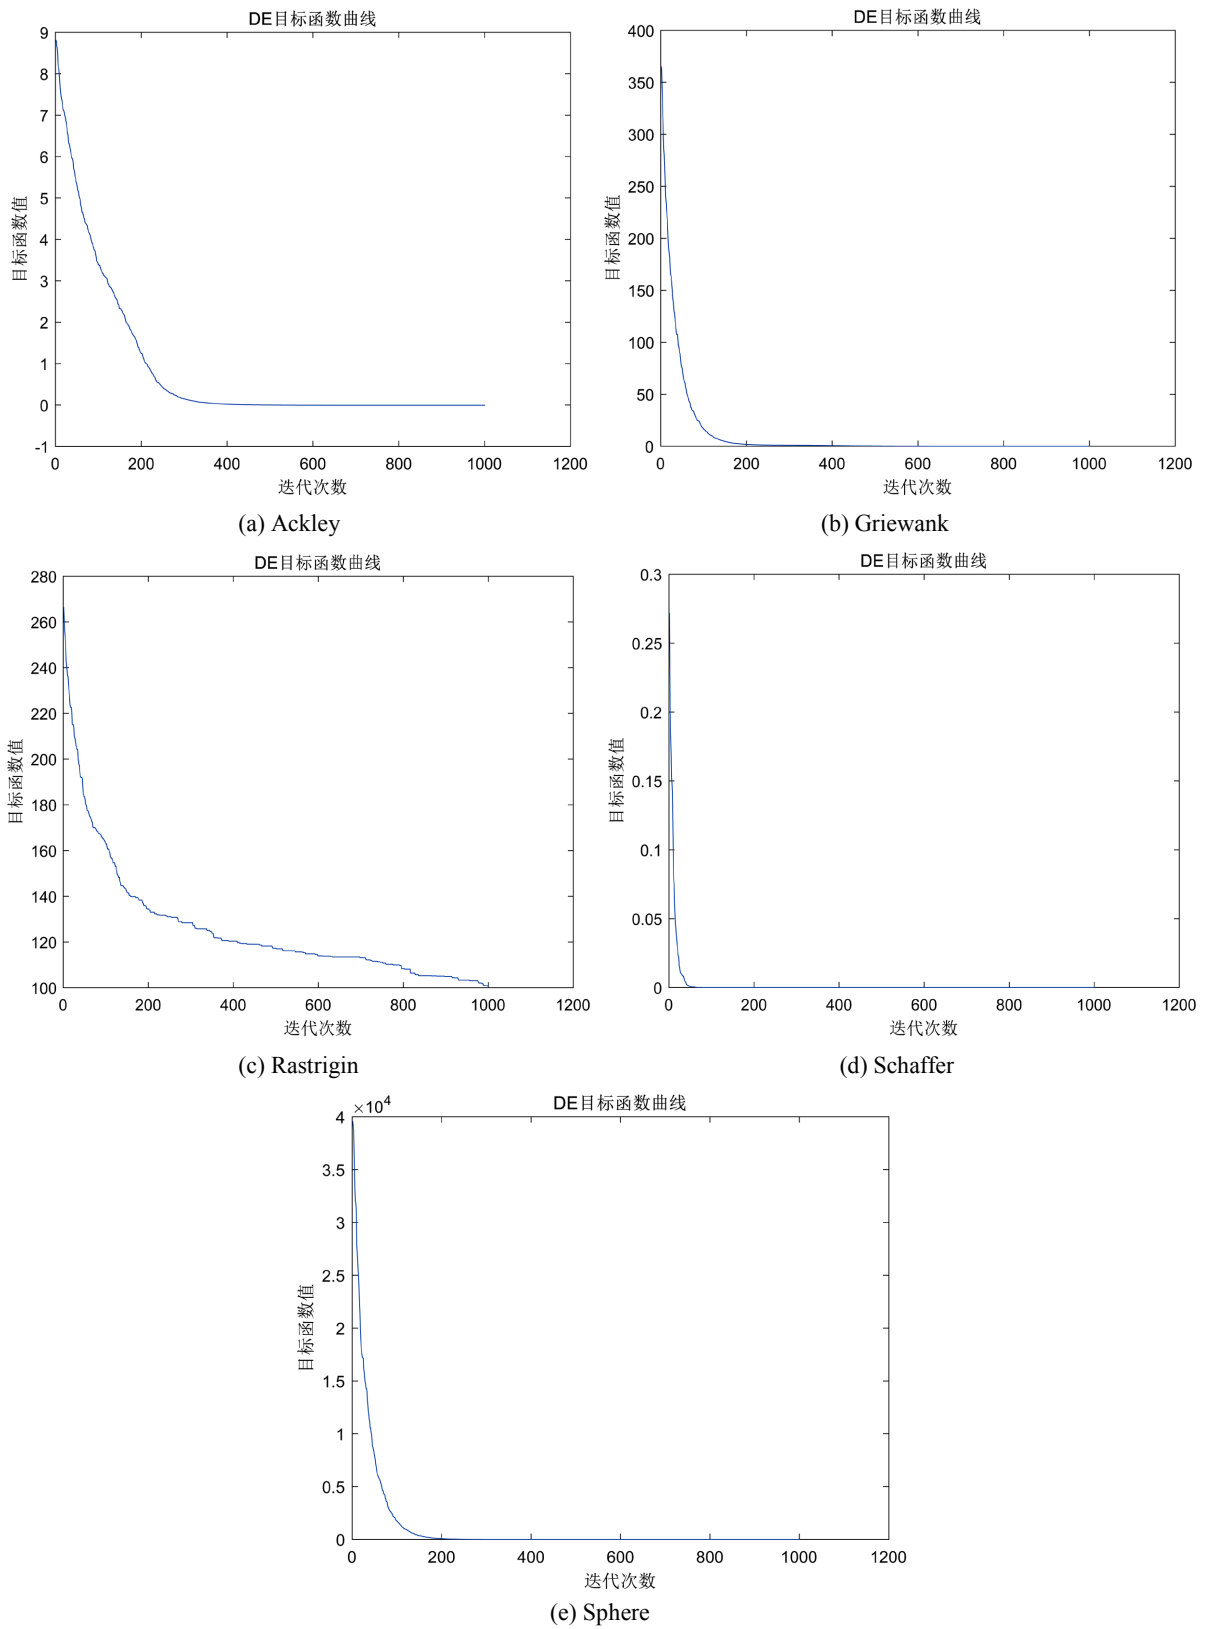 DE目标函数曲线
9
8
7
6
5
4
3
2
1
0
-1
目标函数值
0 200 400 600 800 1000 1200
迭代次数
(a) Ackley
DE目标函数曲线
400
350
300
250
200
150
100
50
0
目标函数值
0 200 400 600 800 1000 1200
迭代次数
(b) Griewank
DE目标函数曲线
280
260
240
220
200
180
160
140
120
100
目标函数值
0 200 400 600 800 1000 1200
迭代次数
(c) Rastrigin
DE目标函数曲线
0.3
0.25
0.2
0.15
0.1
0.05
0
目标函数值
0 200 400 600 800 1000 1200
迭代次数
(d) Schaffer
DE目标函数曲线
×10⁴
4
3.5
3
2.5
2
1.5
1
0.5
0
目标函数值
0 200 400 600 800 1000 1200
迭代次数
(e) Sphere